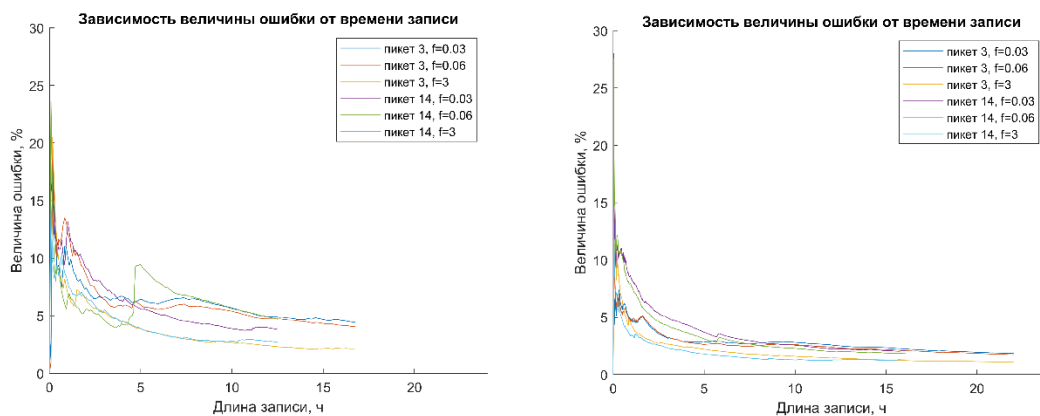 Зависимость величины ошибки от времени записи
30
25
20
15
10
5
0
Величина ошибки, %
пикет 3, f=0.03
пикет 3, f=0.06
пикет 3, f=3
пикет 14, f=0.03
пикет 14, f=0.06
пикет 14, f=3
0 5 10 15 20
Длина записи, ч
Зависимость величины ошибки от времени записи
30
25
20
15
10
5
0
Величина ошибки, %
пикет 3, f=0.03
пикет 3, f=0.06
пикет 3, f=3
пикет 14, f=0.03
пикет 14, f=0.06
пикет 14, f=3
0 5 10 15 20
Длина записи, ч